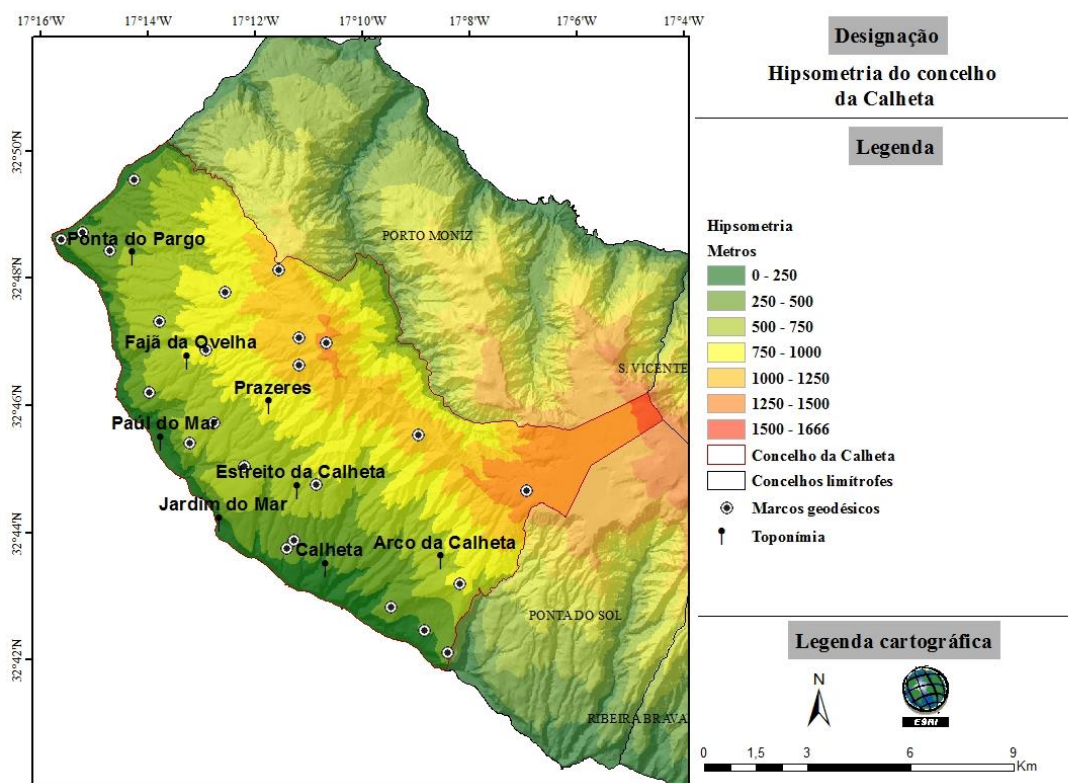 17°16'W 17°14'W 17°12'W 17°10'W 17°8'W 17°6'W 17°4'W
32°50'N
32°48'N
32°46'N
32°44'N
32°42'N
PORTO MONIZ
Ponta do Pargo
Fajã da Ovelha
S. VICENTE
Prazeres
Paúl do Mar
Estreito da Calheta
Jardim do Mar
Arco da Calheta
Calheta
PONTA DO SOL
RIBEIRA BRAVA
Designação
Hipsometria do concelho
da Calheta
Legenda
Hipsometria
Metros
0 - 250
250 - 500
500 - 750
750 - 1000
1000 - 1250
1250 - 1500
1500 - 1666
Concelho da Calheta
Concelhos limítrofes
Marcos geodésicos
Toponímia
Legenda cartográfica
N
ESRI
0 1,5 3 6 9
Km